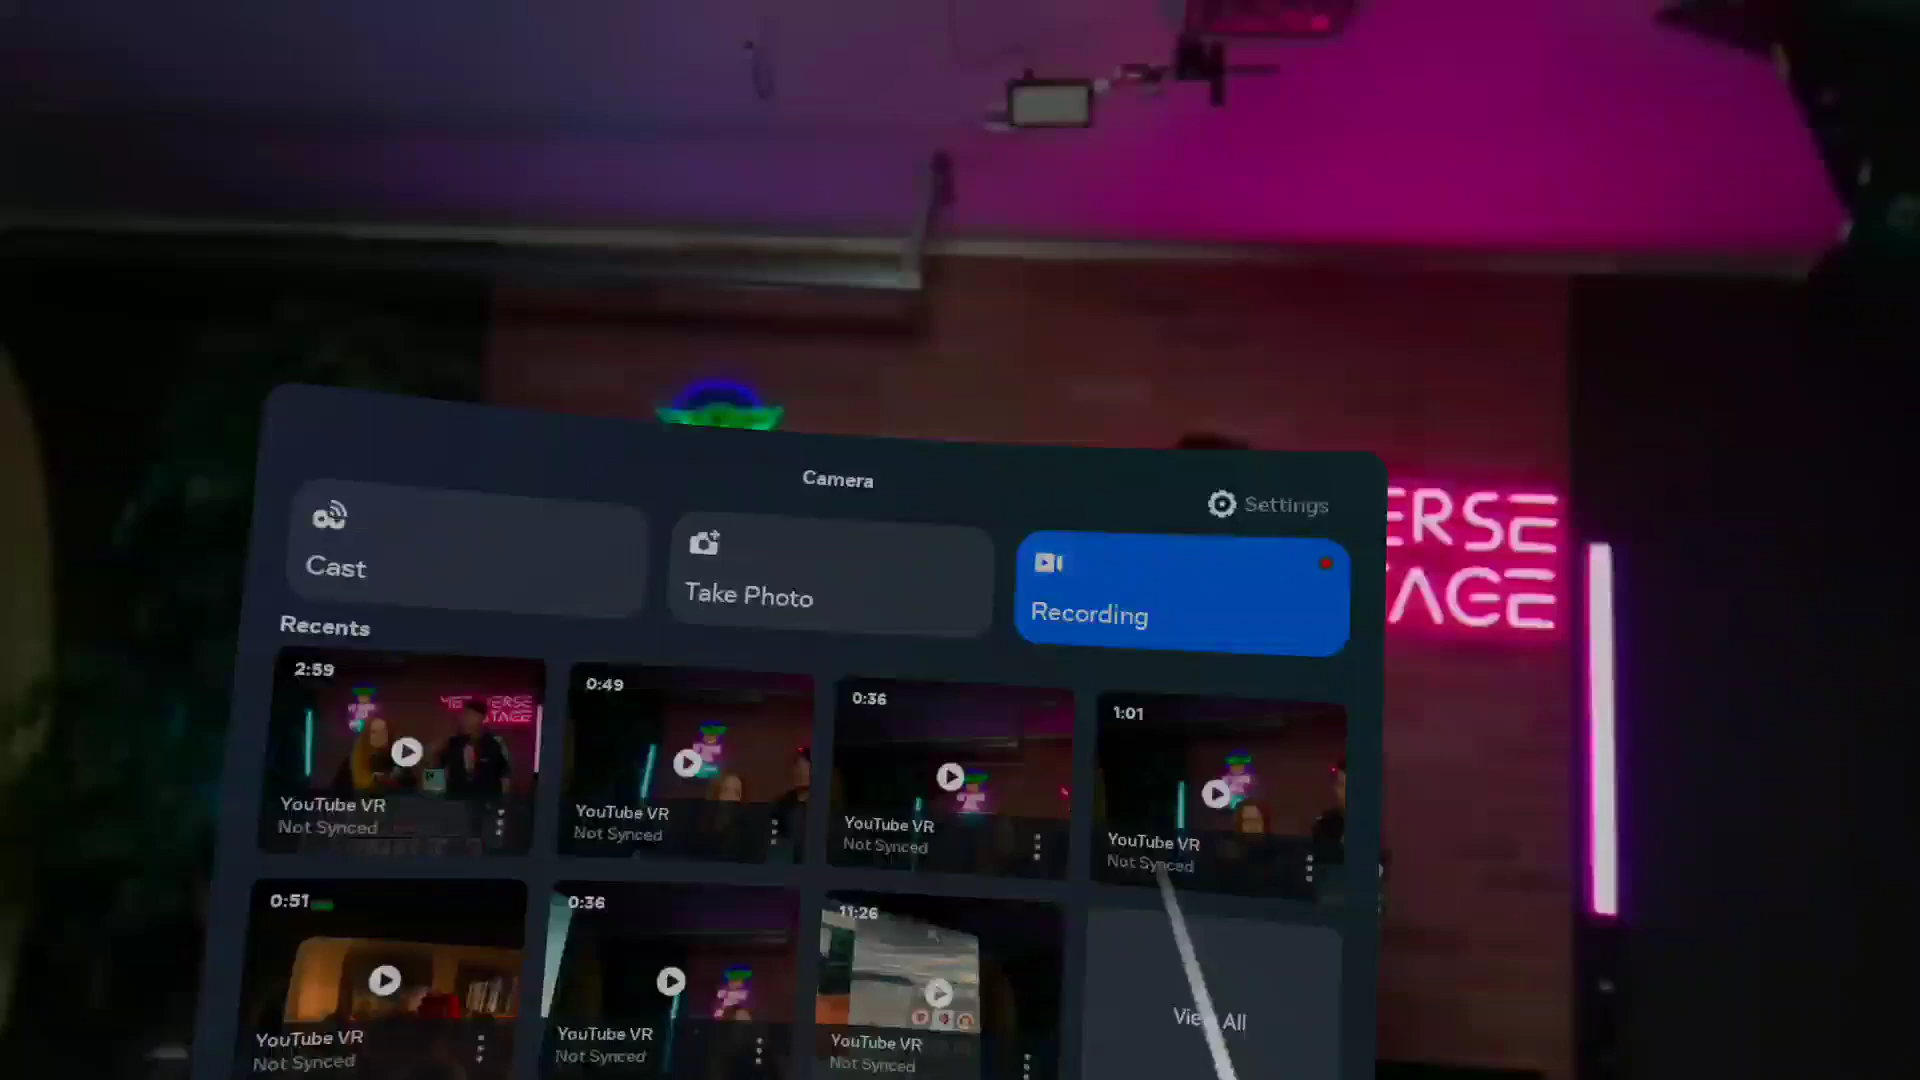 Camera
Settings
Cast
Take Photo
Recording
ERSE
TAGE
Recents
2:59
YouTube VR
Not Synced
0:49
YouTube VR
Not Synced
0:36
YouTube VR
Not Synced
1:01
YouTube VR
Not Synced
0:51
YouTube VR
Not Synced
0:36
YouTube VR
Not Synced
11:26
YouTube VR
Not Synced
View All